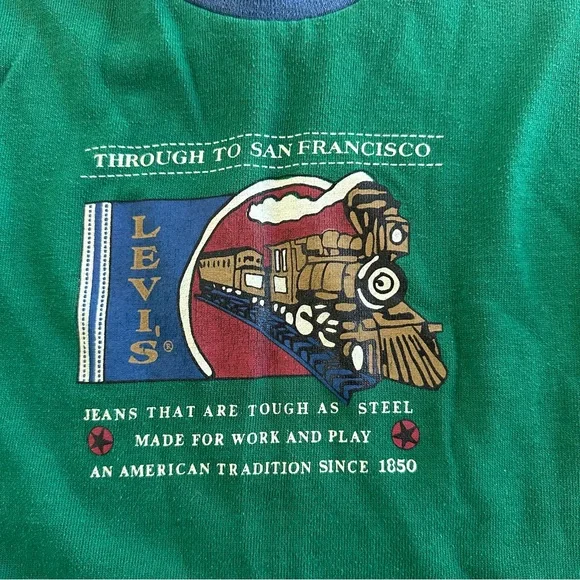 THROUGH TO SAN FRANCISCO
LEVI'S®
JEANS THAT ARE TOUGH AS STEEL
MADE FOR WORK AND PLAY
AN AMERICAN TRADITION SINCE 1850